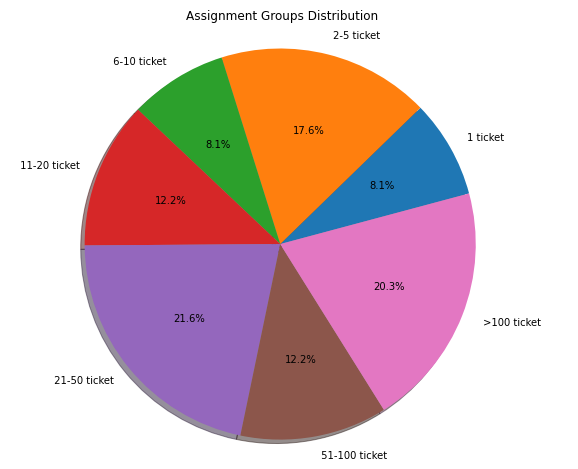 Assignment Groups Distribution
2-5 ticket
6-10 ticket
1 ticket
17.6%
8.1%
11-20 ticket
8.1%
12.2%
20.3%
21.6%
>100 ticket
12.2%
21-50 ticket
51-100 ticket